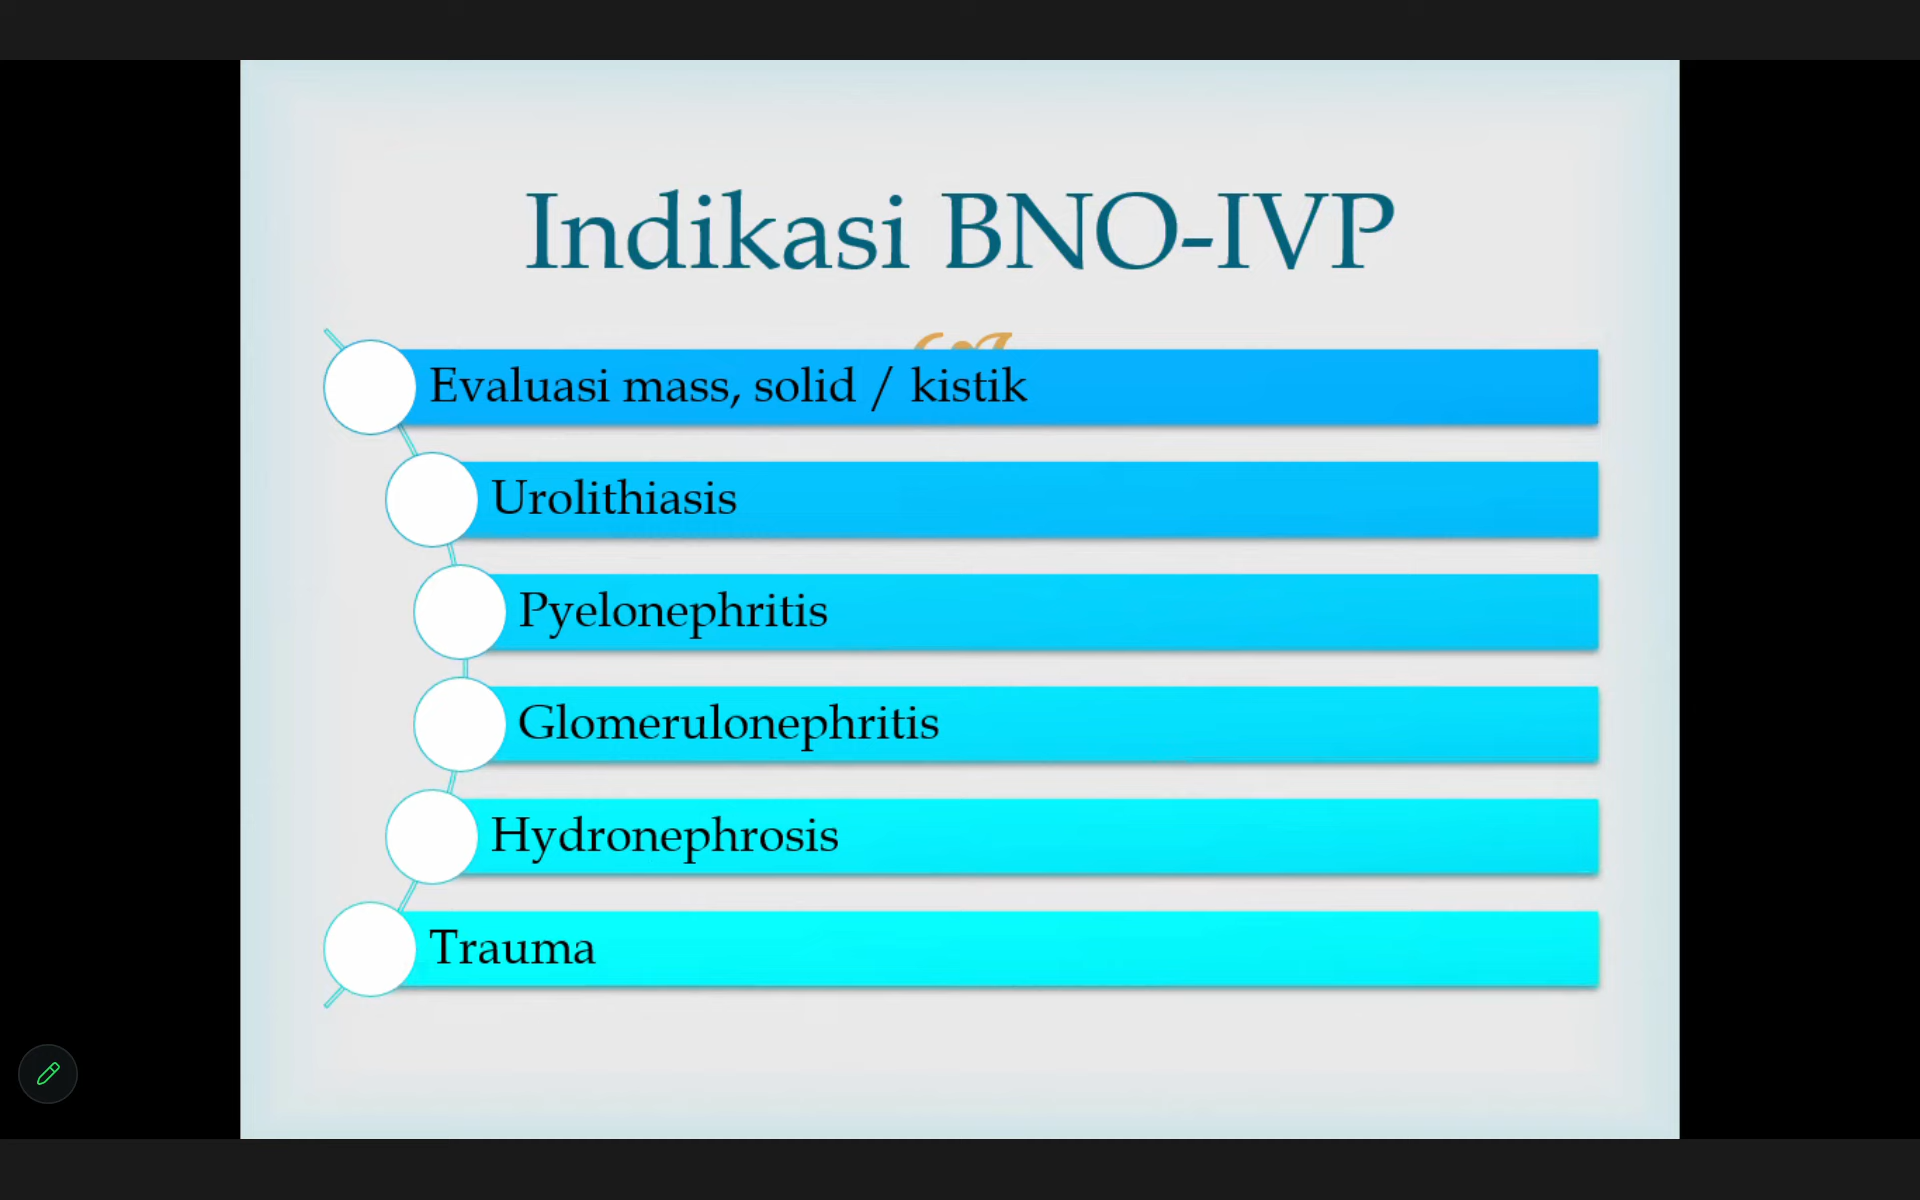 Indikasi BNO-IVP
Evaluasi mass, solid / kistik
Urolithiasis
Pyelonephritis
Glomerulonephritis
Hydronephrosis
Trauma